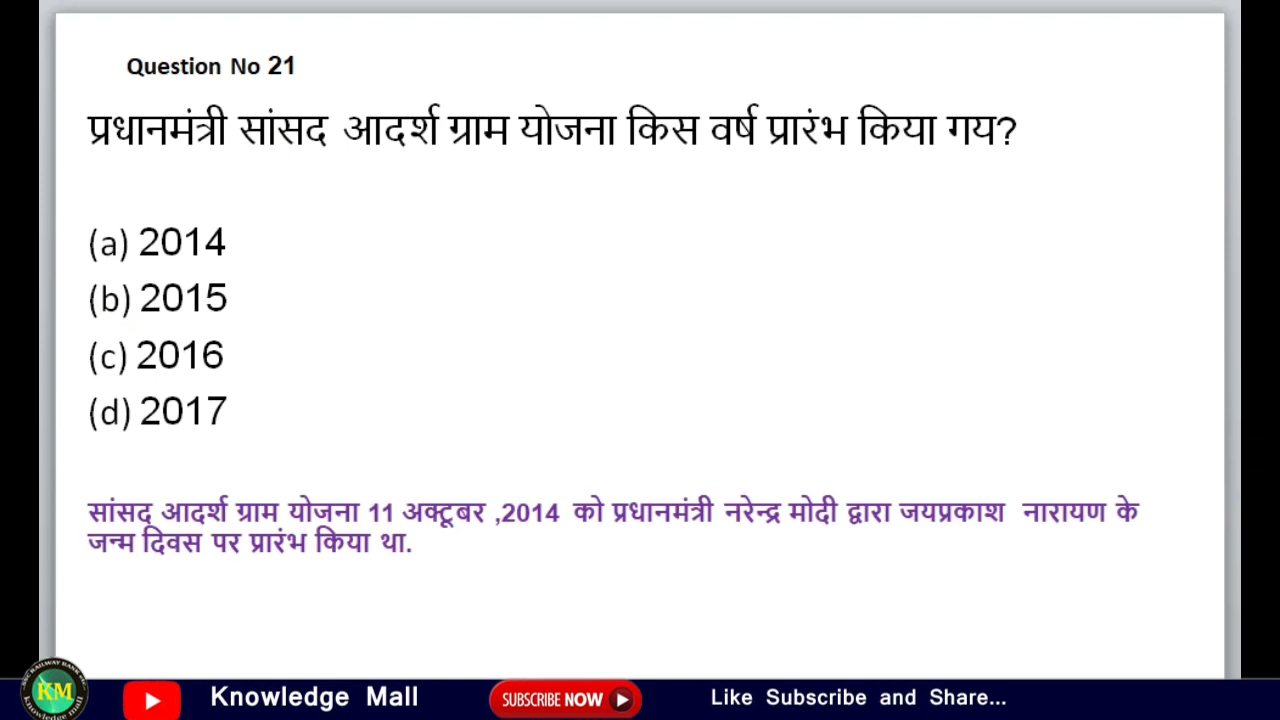 Question No 21
प्रधानमंत्री सांसद आदर्श ग्राम योजना किस वर्ष प्रारंभ किया गय?
(a) 2014
(b) 2015
(c) 2016
(d) 2017
सांसद आदर्श ग्राम योजना 11 अक्टूबर ,2014 को प्रधानमंत्री नरेन्द्र मोदी द्वारा जयप्रकाश नारायण के
जन्म दिवस पर प्रारंभ किया था.
KM
Knowledge Mall
SUBSCRIBE NOW
Like Subscribe and Share...